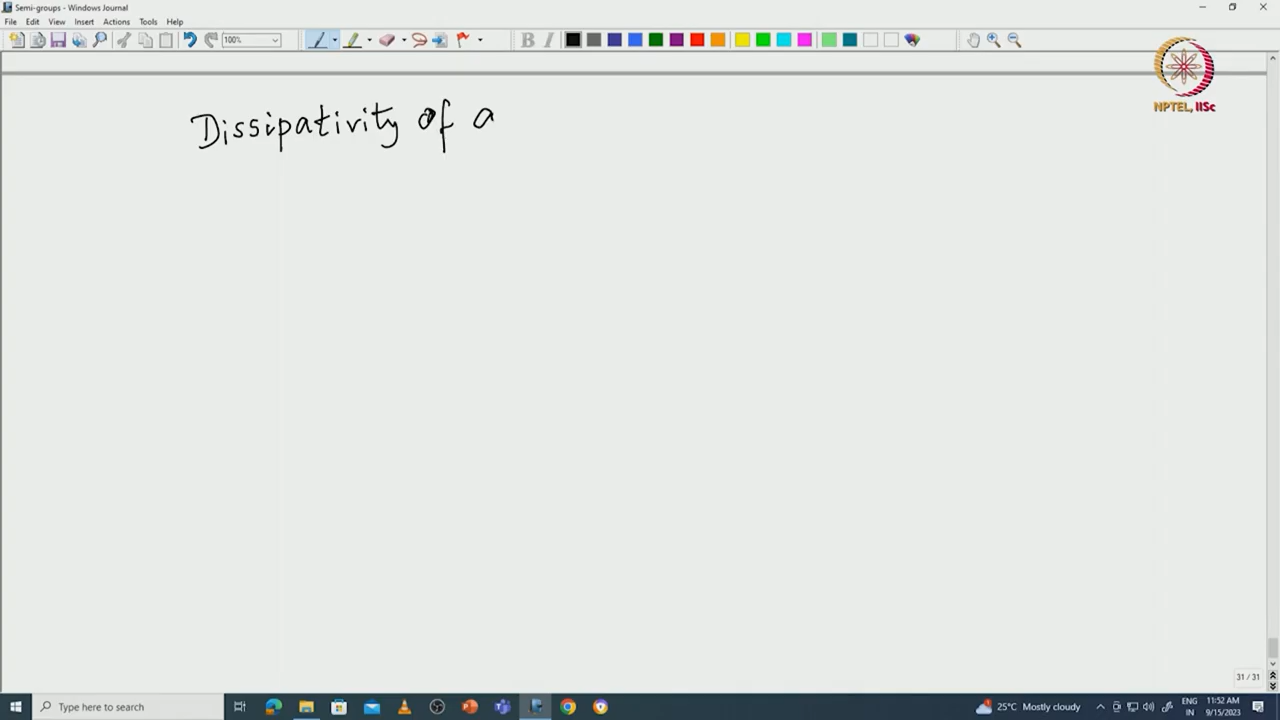 Semi-groups - Windows Journal
File Edit View Insert Actions Tools Help
100%
B I
NPTEL, IISc
Dissipativity of a
31 / 31
Type here to search
25°C Mostly cloudy
ENG
IN
11:52 AM
9/15/2023